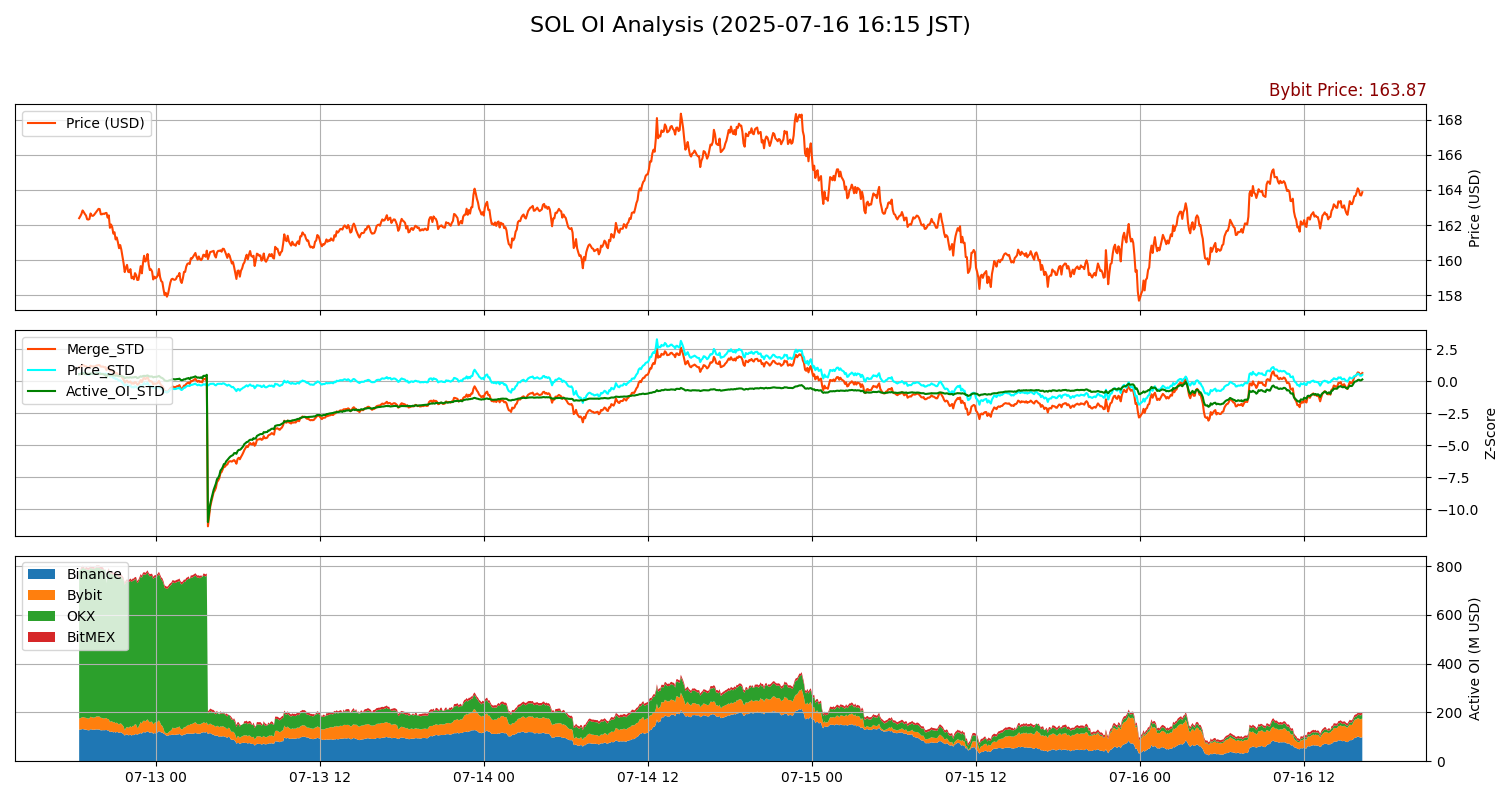 SOL OI Analysis (2025-07-16 16:15 JST)
Bybit Price: 163.87
Price (USD)
168
166
164
162
160
158
Price (USD)
Merge_STD
Price_STD
Active_OI_STD
2.5
0.0
−2.5
−5.0
−7.5
−10.0
Z-Score
Binance
Bybit
OKX
BitMEX
800
600
400
200
0
Active OI (M USD)
07-13 00
07-13 12
07-14 00
07-14 12
07-15 00
07-15 12
07-16 00
07-16 12